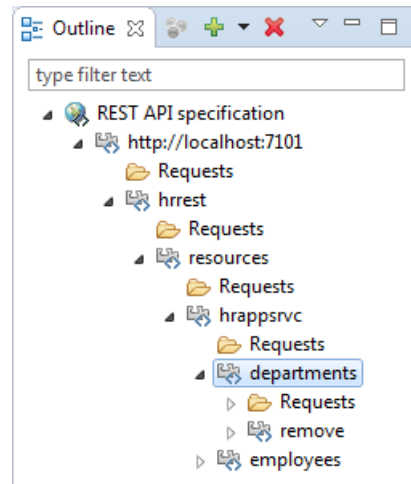 Outline
type filter text
REST API specification
http://localhost:7101
Requests
hrrest
Requests
resources
Requests
hrappsrvc
Requests
departments
Requests
remove
employees